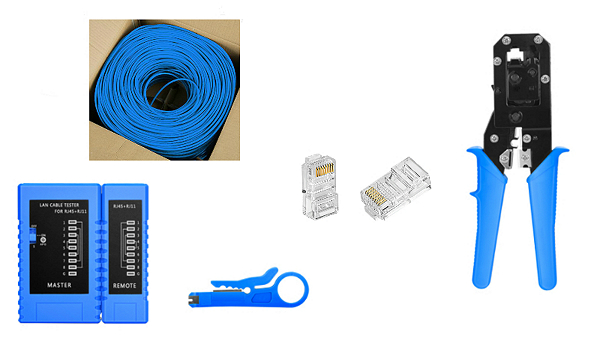 LAN CABLE TESTER
FOR RJ45+RJ11
RJ45+RJ11
MASTER
REMOTE